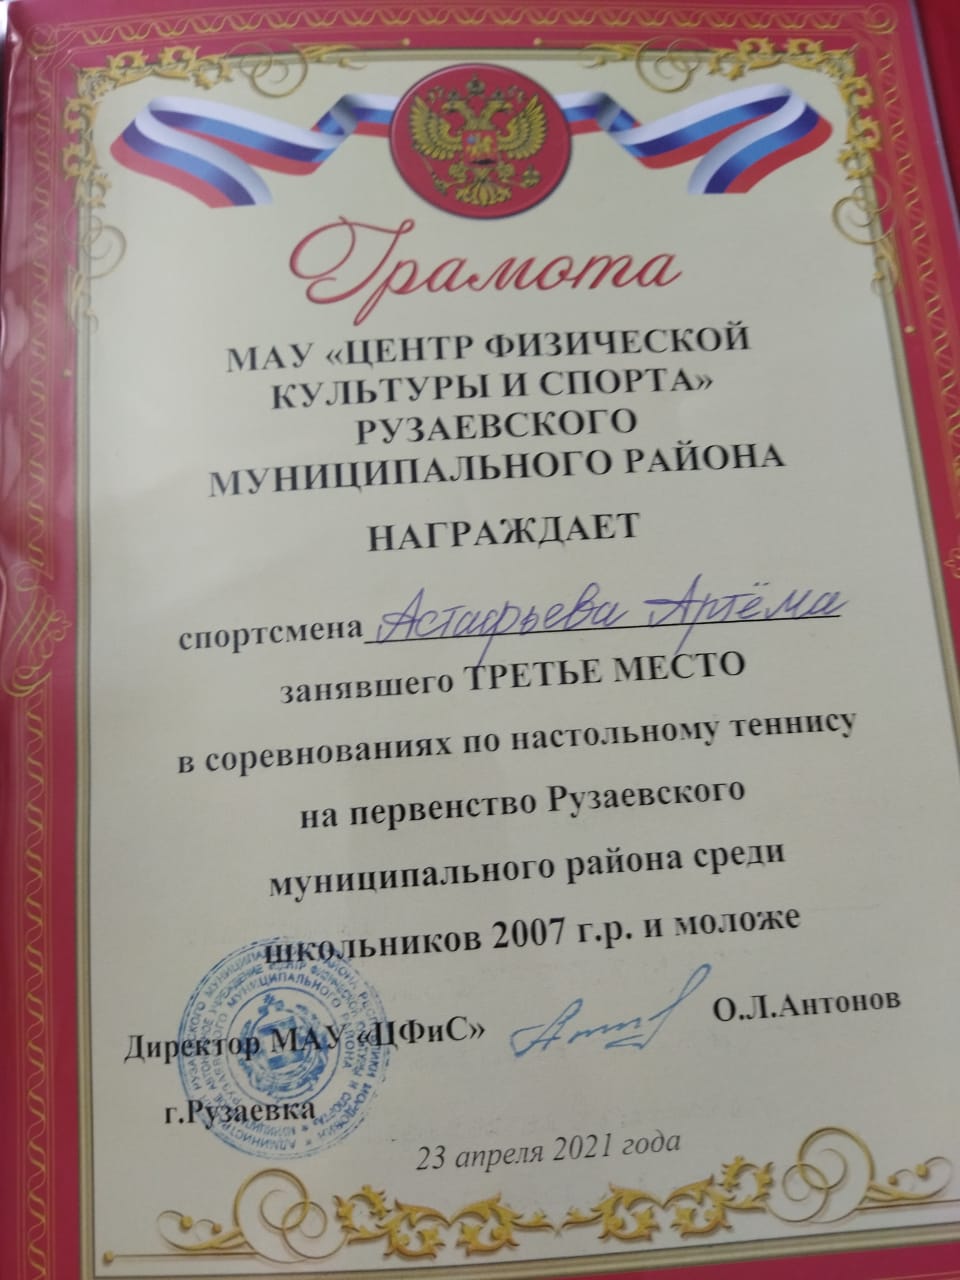 Грамота
МАУ «ЦЕНТР ФИЗИЧЕСКОЙ
КУЛЬТУРЫ И СПОРТА»
РУЗАЕВСКОГО
МУНИЦИПАЛЬНОГО РАЙОНА
НАГРАЖДАЕТ
спортсмена Астафьева Артёма
занявшего ТРЕТЬЕ МЕСТО
в соревнованиях по настольному теннису
на первенство Рузаевского
муниципального района среди
школьников 2007 г.р. и моложе
Директор МАУ «ЦФиС» О.Л.Антонов
г.Рузаевка
23 апреля 2021 года